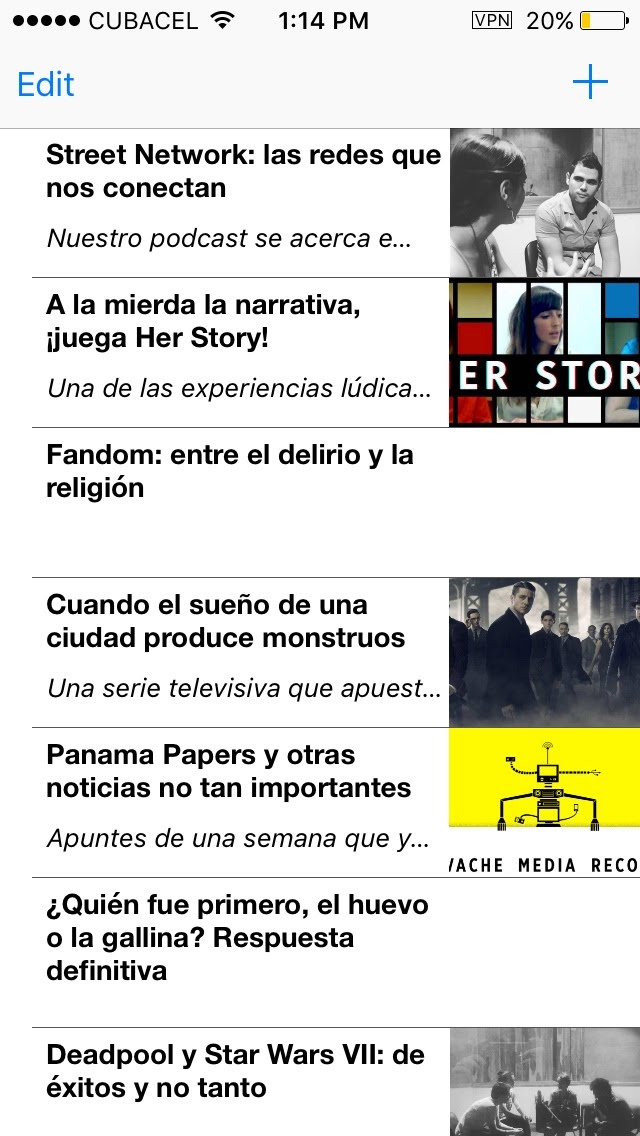 CUBACEL 1:14 PM VPN 20%
Edit
Street Network: las redes que
nos conectan
Nuestro podcast se acerca e...
A la mierda la narrativa,
¡juega Her Story!
Una de las experiencias lúdica...
ER STOR
Fandom: entre el delirio y la
religión
Cuando el sueño de una
ciudad produce monstruos
Una serie televisiva que apuest...
Panama Papers y otras
noticias no tan importantes
Apuntes de una semana que y...
VACHE MEDIA RECO
¿Quién fue primero, el huevo
o la gallina? Respuesta
definitiva
Deadpool y Star Wars VII: de
éxitos y no tanto